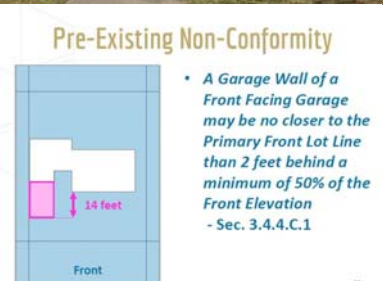 Pre-Existing Non-Conformity
• A Garage Wall of a
Front Facing Garage
may be no closer to the
Primary Front Lot Line
than 2 feet behind a
minimum of 50% of the
Front Elevation
- Sec. 3.4.4.C.1
14 feet
Front